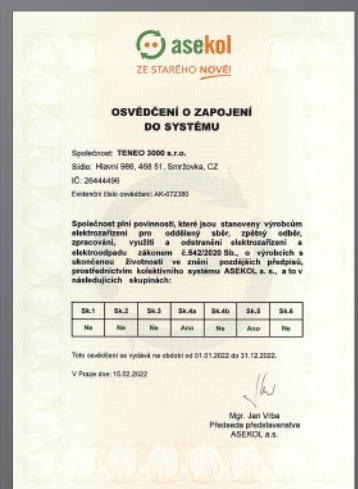 asekol
ZE STARÉHO NOVÉ!
OSVĚDČENÍ O ZAPOJENÍ
DO SYSTÉMU
Společnost: TENEO 3000 s.r.o.
Sídlo: Hlavní 986, 468 51, Smržovka, CZ
IČ: 26444496
Evidenční číslo osvědčení: AK-072380
Společnost plní povinnosti, které jsou stanoveny výrobcům
elektrozařízení pro oddělený sběr, zpětný odběr,
zpracování, využití a odstranění elektrozařízení a
elektroodpadu zákonem č.542/2020 Sb., o výrobcích s
ukončenou životností ve znění pozdějších předpisů,
prostřednictvím kolektivního systému ASEKOL a. s., a to v
následujících skupinách:
Sk.1 Sk.2 Sk.3 Sk.4a Sk.4b Sk.5 Sk.6
Ne Ne Ne Ano Ne Ano Ne
Toto osvědčení se vydává na období od 01.01.2022 do 31.12.2022.
V Praze dne: 15.02.2022
Mgr. Jan Vrba
Předseda představenstva
ASEKOL a.s.